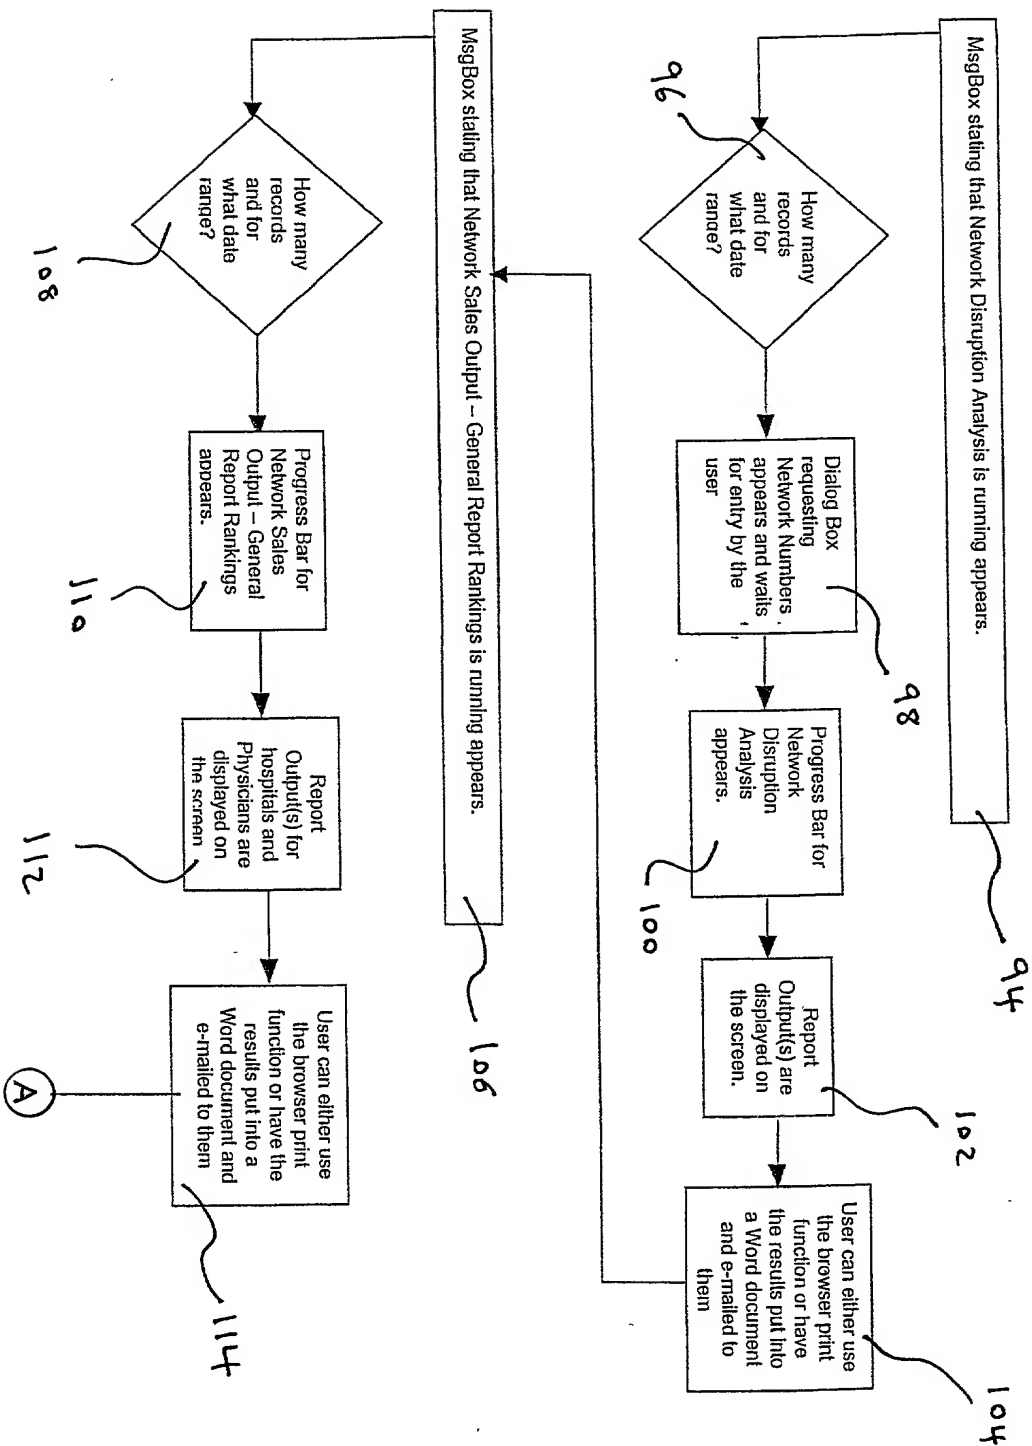 MsgBox stating that Network Disruption Analysis is running appears.
94
96
How many
records
and for
what date
range?
Dialog Box
requesting
Network Numbers
appears and waits
for entry by the
user
98
Progress Bar for
Network
Disruption
Analysis
appears.
100
Report
Output(s) are
displayed on
the screen.
102
User can either use
the browser print
function or have
the results put into
a Word document
and e-mailed to
them
104
MsgBox stating that Network Sales Output – General Report Rankings is running appears.
106
How many
records
and for
what date
range?
108
Progress Bar for
Network Sales
Output – General
Report Rankings
appears.
110
Report
Output(s) for
hospitals and
Physicians are
displayed on
the screen
112
User can either use
the browser print
function or have the
results put into a
Word document and
e-mailed to them
114
A